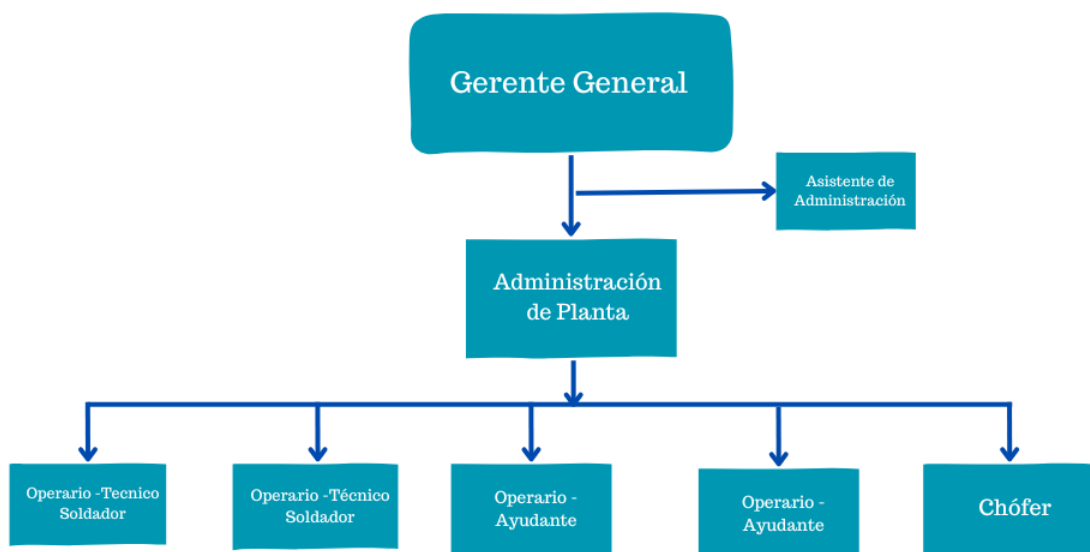 Gerente General
Asistente de
Administración
Administración
de Planta
Operario -Tecnico
Soldador
Operario -Técnico
Soldador
Operario -
Ayudante
Operario -
Ayudante
Chófer